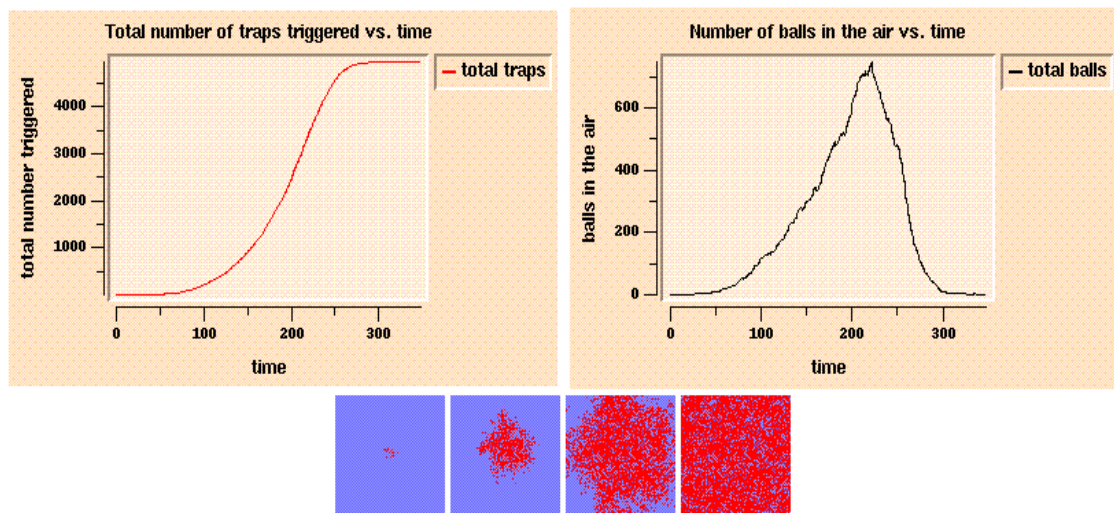 Total number of traps triggered vs. time
total traps
total number triggered
4000
3000
2000
1000
0 100 200 300
time
Number of balls in the air vs. time
total balls
balls in the air
600
400
200
0
0 100 200 300
time